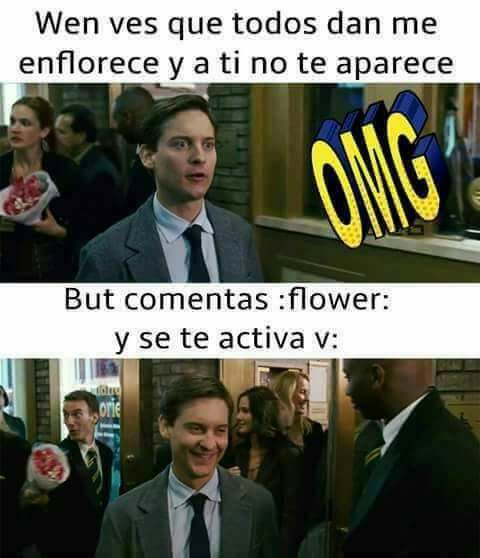 Wen ves que todos dan me
enflorece y a ti no te aparece
OMG
But comentas :flower:
y se te activa v: